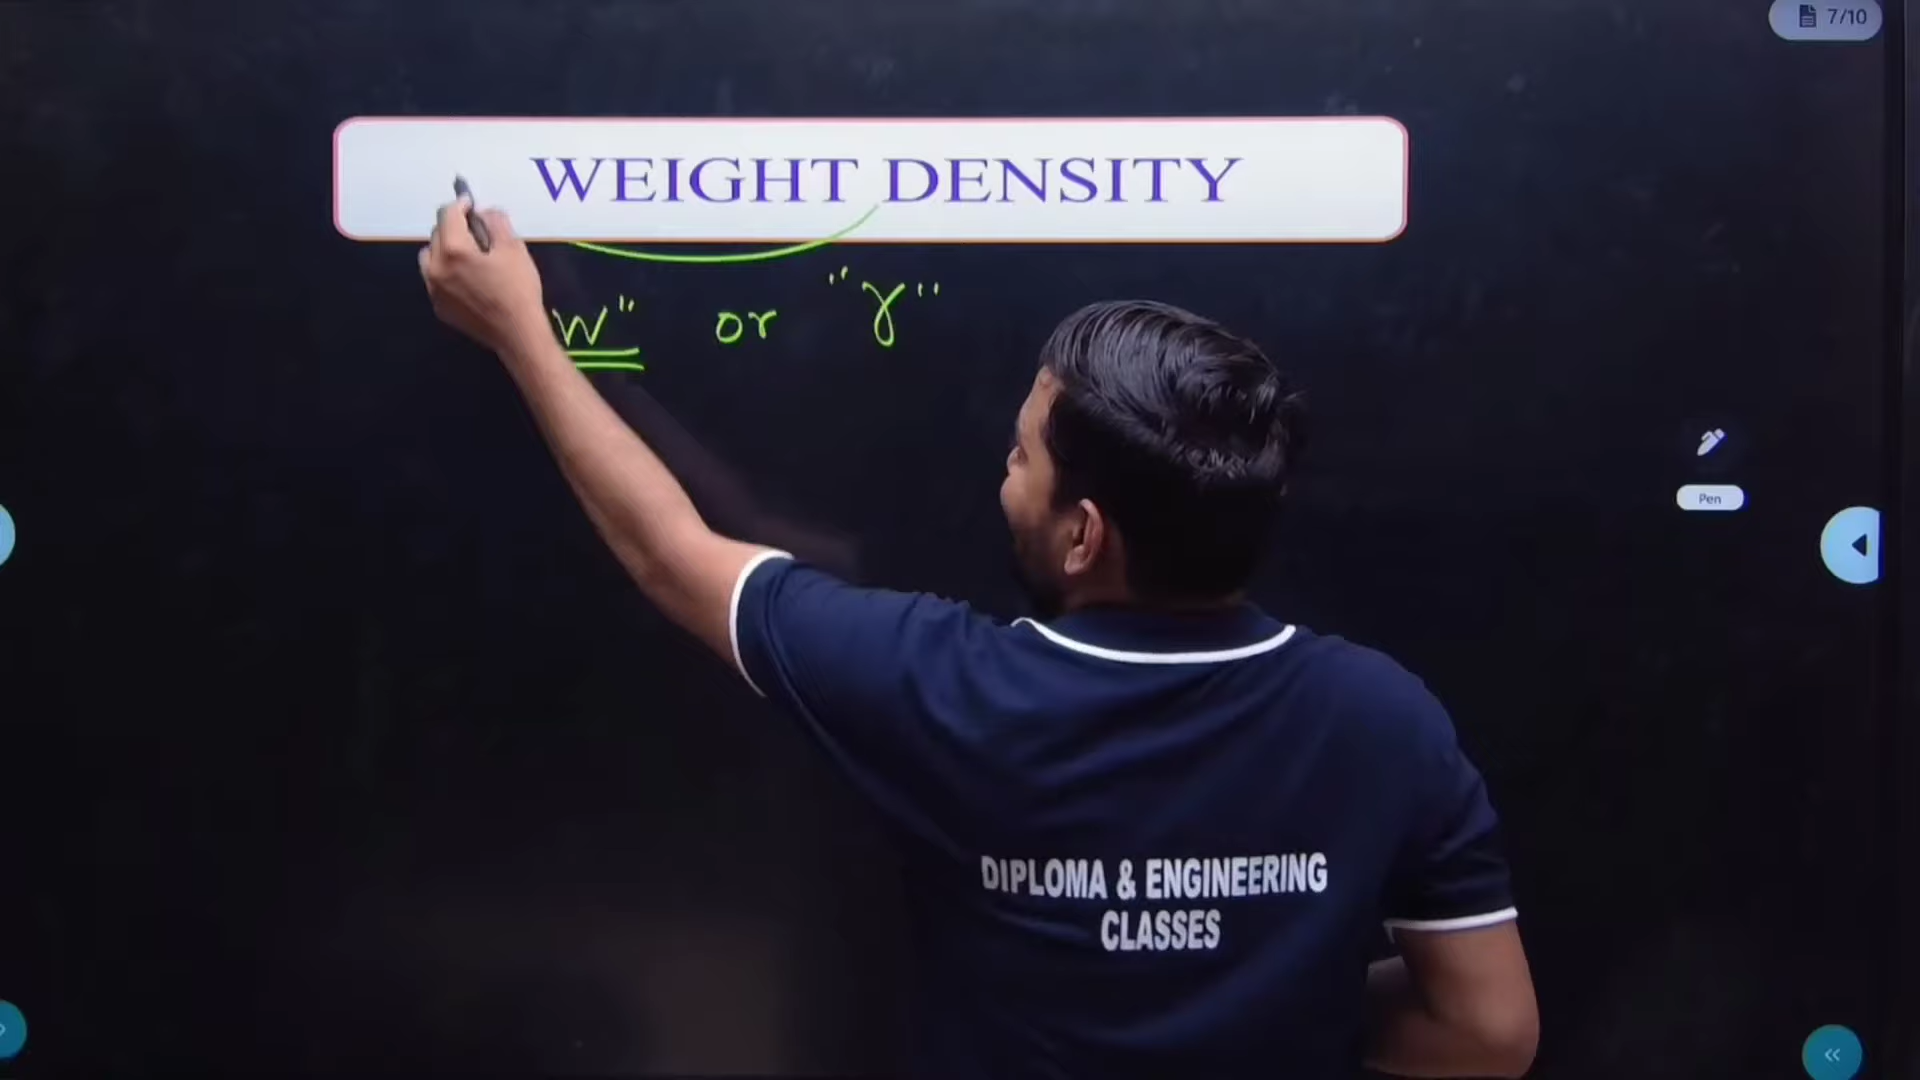 7/10
WEIGHT DENSITY
w" or "γ"
Pen
DIPLOMA & ENGINEERING
CLASSES